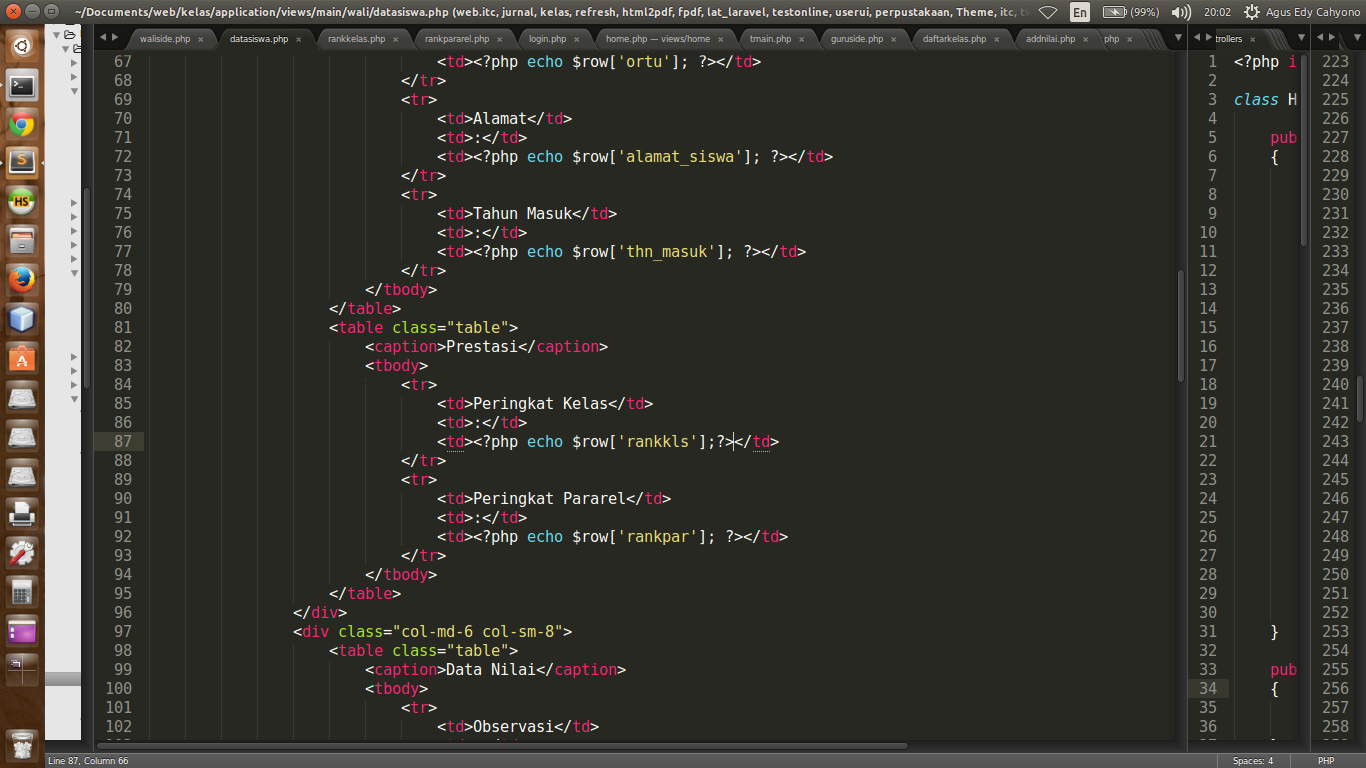 ~/Documents/web/kelas/application/views/main/wali/datasiswa.php (web.itc, jurnal, kelas, refresh, html2pdf, fpdf, lat_laravel, testonline, userui, perpustakaan, Theme, itc,
En (99%) 20:02 Agus Edy Cahyono
waliside.php × datasiswa.php × rankkelas.php × rankpararel.php × login.php × home.php — views/home × tmain.php × guruside.php × daftarkelas.php × addnilai.php × php × trollers ×
67 <td><?php echo $row['ortu']; ?></td>
68 </tr>
69 <tr>
70 <td>Alamat</td>
71 <td>:</td>
72 <td><?php echo $row['alamat_siswa']; ?></td>
73 </tr>
74 <tr>
75 <td>Tahun Masuk</td>
76 <td>:</td>
77 <td><?php echo $row['thn_masuk']; ?></td>
78 </tr>
79 </tbody>
80 </table>
81 <table class="table">
82 <caption>Prestasi</caption>
83 <tbody>
84 <tr>
85 <td>Peringkat Kelas</td>
86 <td>:</td>
87 <td><?php echo $row['rankkls'];?></td>
88 </tr>
89 <tr>
90 <td>Peringkat Pararel</td>
91 <td>:</td>
92 <td><?php echo $row['rankpar']; ?></td>
93 </tr>
94 </tbody>
95 </table>
96 </div>
97 <div class="col-md-6 col-sm-8">
98 <table class="table">
99 <caption>Data Nilai</caption>
100 <tbody>
101 <tr>
102 <td>Observasi</td>
1 <?php i
2
3 class H
4
5 pub
6 {
7
8
9
10
11
12
13
14
15
16
17
18
19
20
21
22
23
24
25
26
27
28
29
30
31 }
32
33 pub
34 {
35
36
223
224
225
226
227
228
229
230
231
232
233
234
235
236
237
238
239
240
241
242
243
244
245
246
247
248
249
250
251
252
253
254
255
256
257
258
Line 87, Column 66 Spaces: 4 PHP